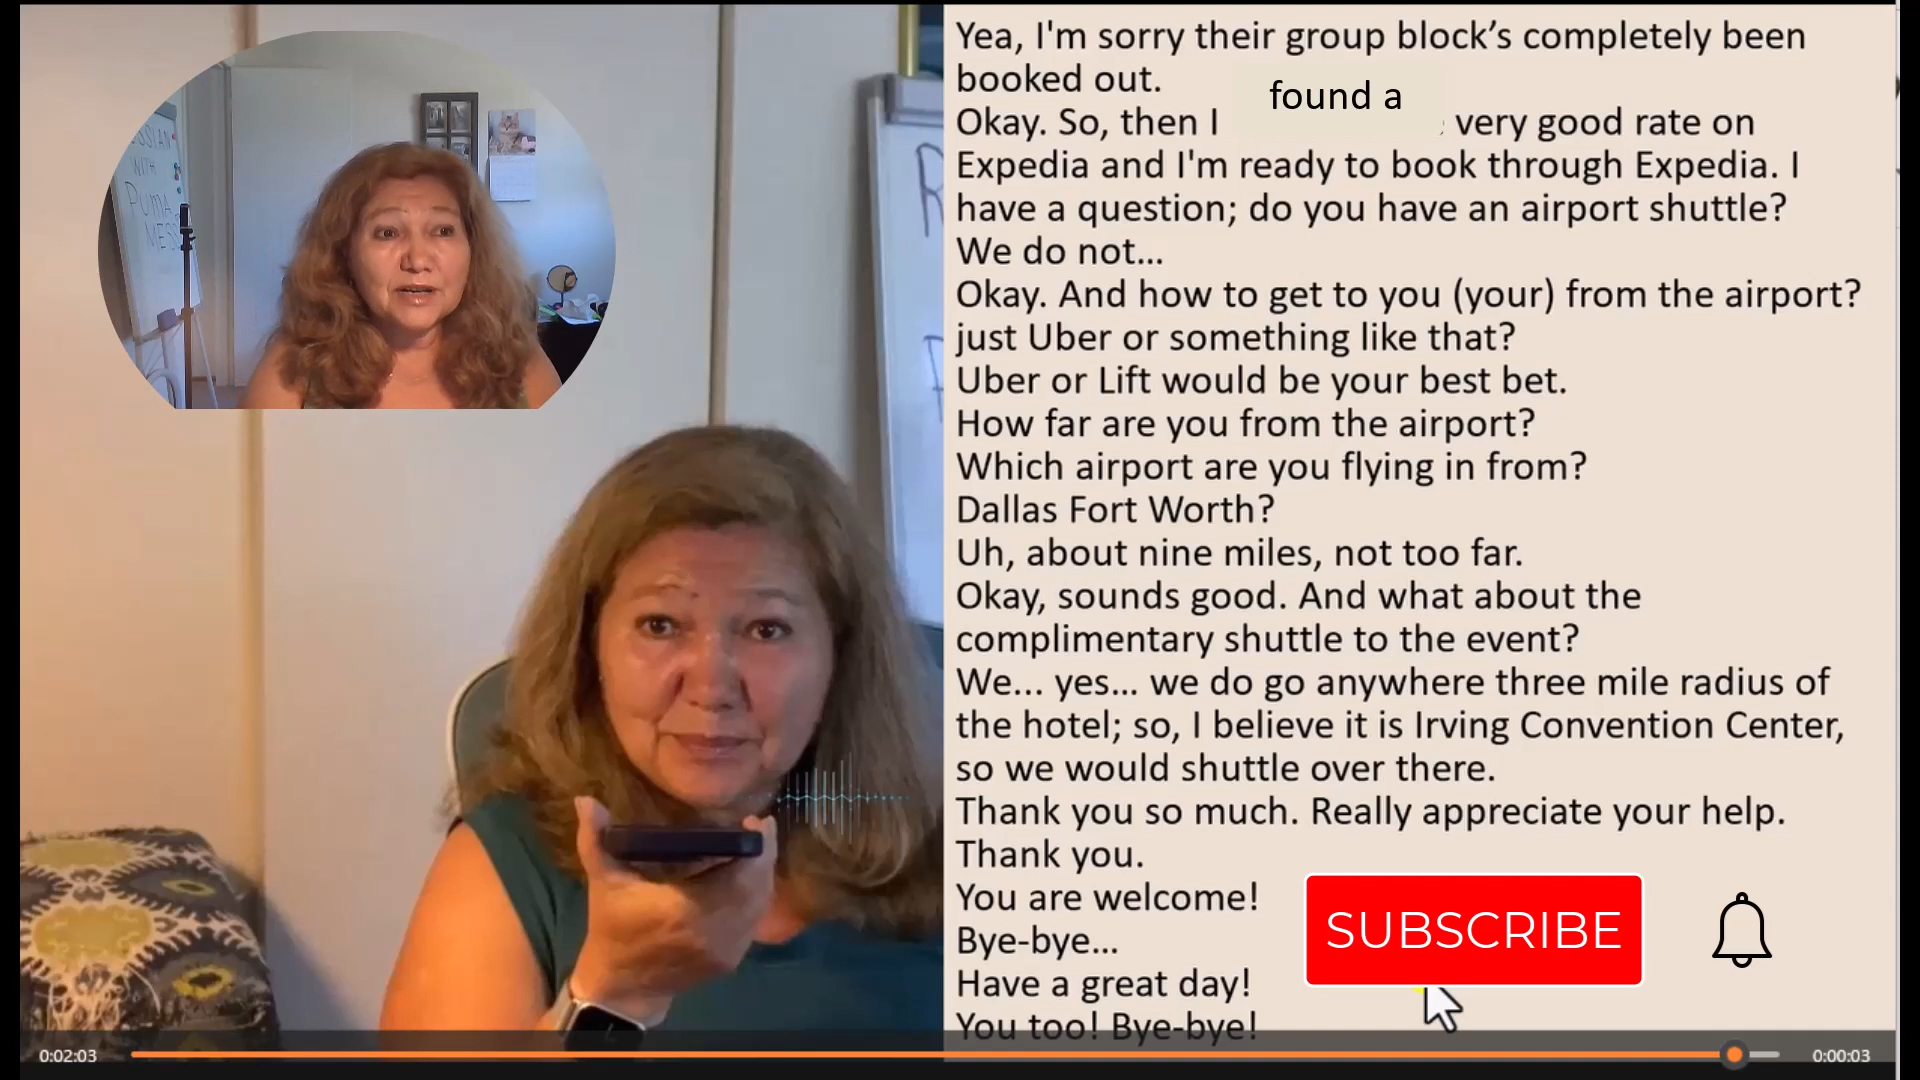 Yea, I'm sorry their group block’s completely been
booked out.
found a
Okay. So, then I very good rate on
Expedia and I'm ready to book through Expedia. I
have a question; do you have an airport shuttle?
We do not...
Okay. And how to get to you (your) from the airport?
just Uber or something like that?
Uber or Lift would be your best bet.
How far are you from the airport?
Which airport are you flying in from?
Dallas Fort Worth?
Uh, about nine miles, not too far.
Okay, sounds good. And what about the
complimentary shuttle to the event?
We... yes... we do go anywhere three mile radius of
the hotel; so, I believe it is Irving Convention Center,
so we would shuttle over there.
Thank you so much. Really appreciate your help.
Thank you.
You are welcome!
Bye-bye...
Have a great day!
You too! Bye-bye!
SUBSCRIBE
WITH
PUMA
0:02:03
0:00:03